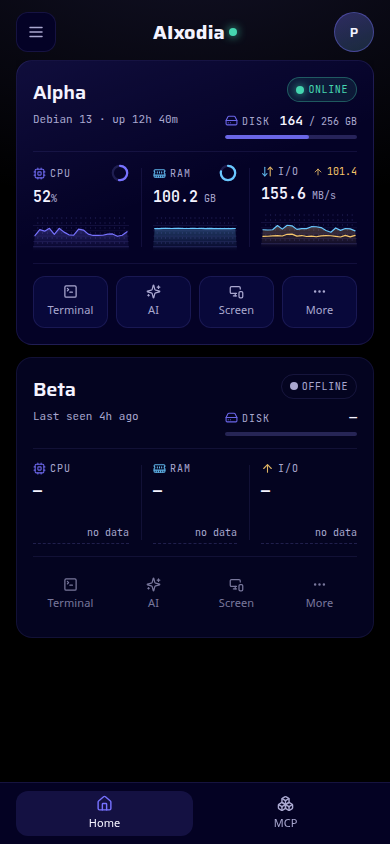 AIxodia
P
Alpha
ONLINE
Debian 13 · up 12h 40m
DISK 164 / 256 GB
CPU
RAM
I/O ↑ 101.4
52%
100.2 GB
155.6 MB/s
Terminal
AI
Screen
More
Beta
OFFLINE
Last seen 4h ago
DISK —
CPU
RAM
I/O
—
—
—
no data
no data
no data
Terminal
AI
Screen
More
Home
MCP